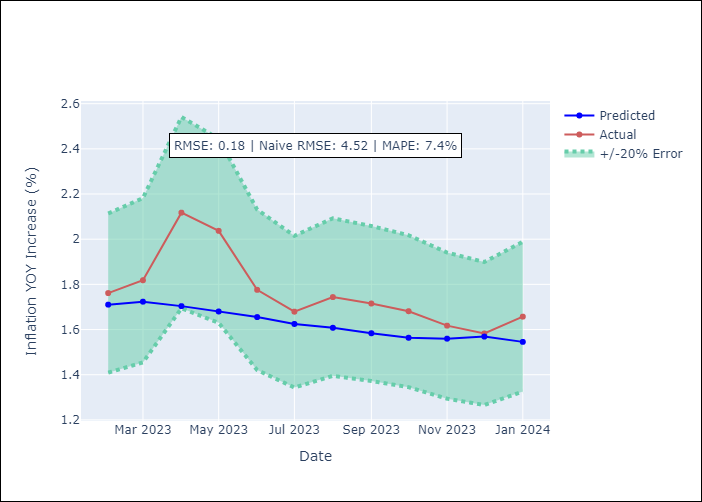 2.6
2.4
2.2
2
1.8
1.6
1.4
1.2
Inflation YOY Increase (%)
RMSE: 0.18 | Naive RMSE: 4.52 | MAPE: 7.4%
Predicted
Actual
+/-20% Error
Mar 2023
May 2023
Jul 2023
Sep 2023
Nov 2023
Jan 2024
Date